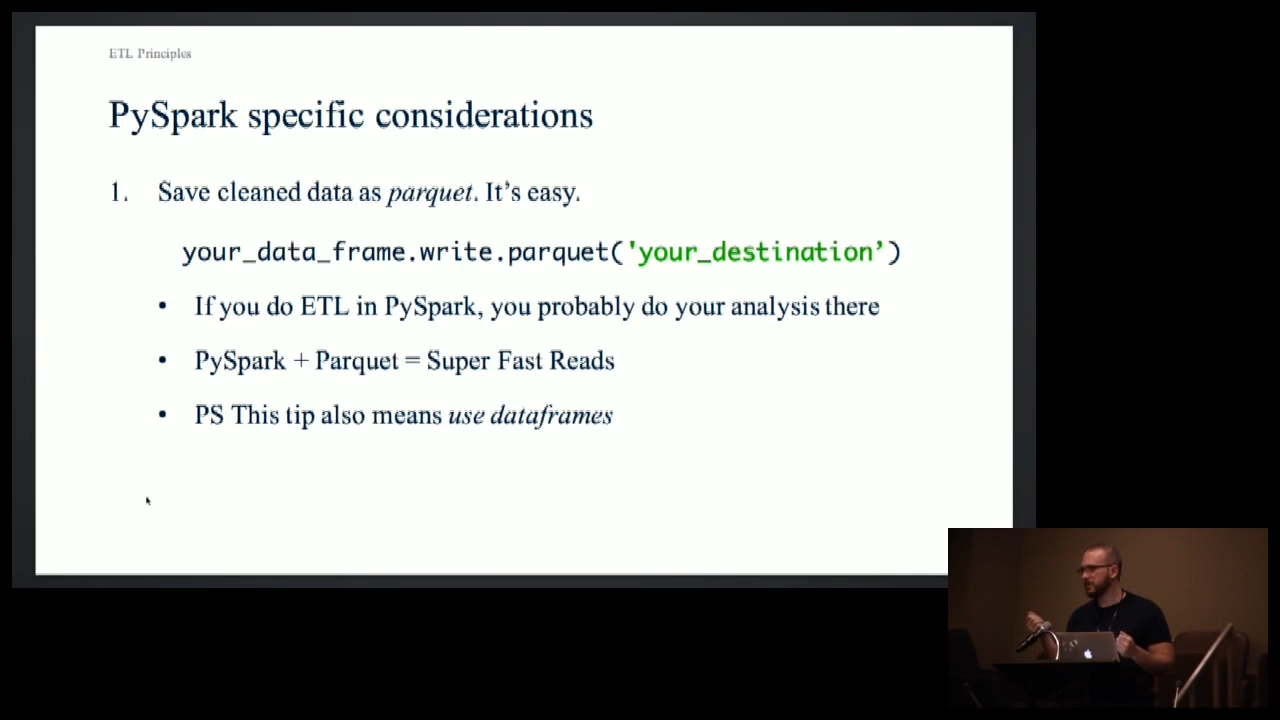 ETL Principles
PySpark specific considerations
1. Save cleaned data as parquet. It’s easy.
your_data_frame.write.parquet('your_destination’)
• If you do ETL in PySpark, you probably do your analysis there
• PySpark + Parquet = Super Fast Reads
• PS This tip also means use dataframes